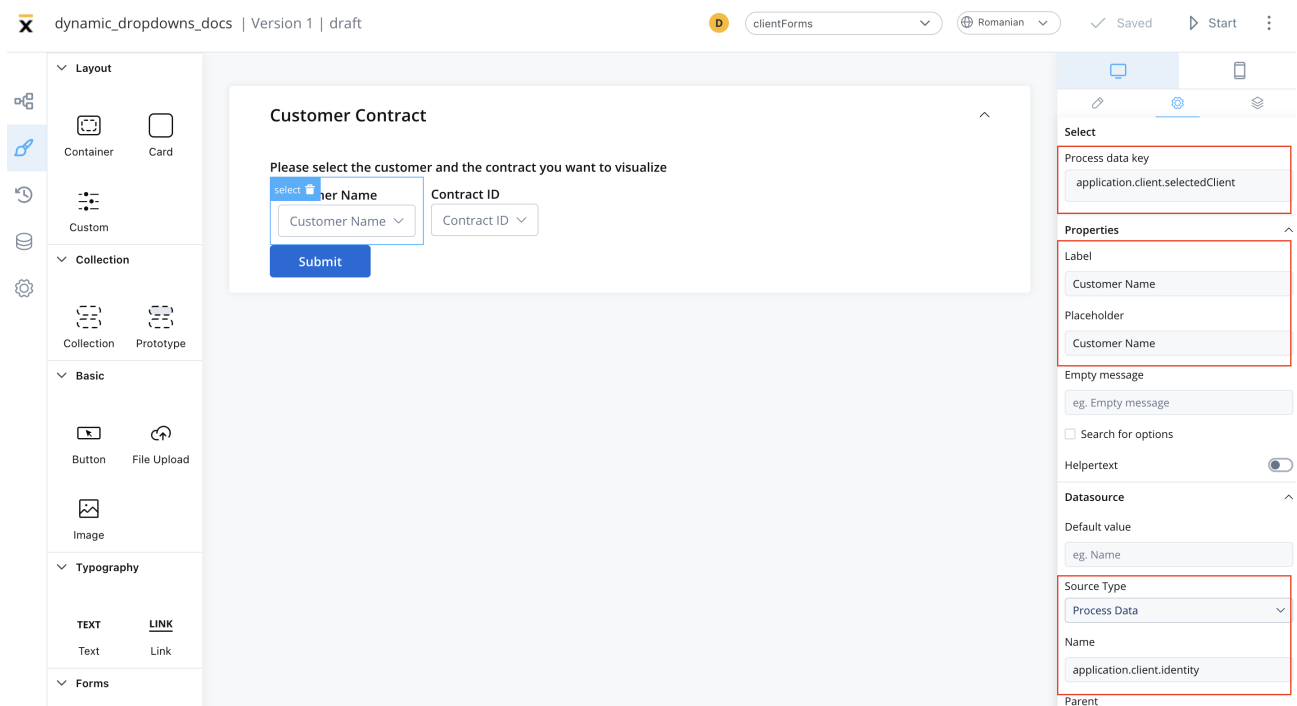 dynamic_dropdowns_docs | Version 1 | draft
D
clientForms
Romanian
Saved
Start
Layout
Container
Card
Custom
Collection
Collection
Prototype
Basic
Button
File Upload
Image
Typography
TEXT
LINK
Text
Link
Forms
Customer Contract
Please select the customer and the contract you want to visualize
select
er Name
Contract ID
Customer Name
Contract ID
Submit
Select
Process data key
application.client.selectedClient
Properties
Label
Customer Name
Placeholder
Customer Name
Empty message
eg. Empty message
Search for options
Helpertext
Datasource
Default value
eg. Name
Source Type
Process Data
Name
application.client.identity
Parent